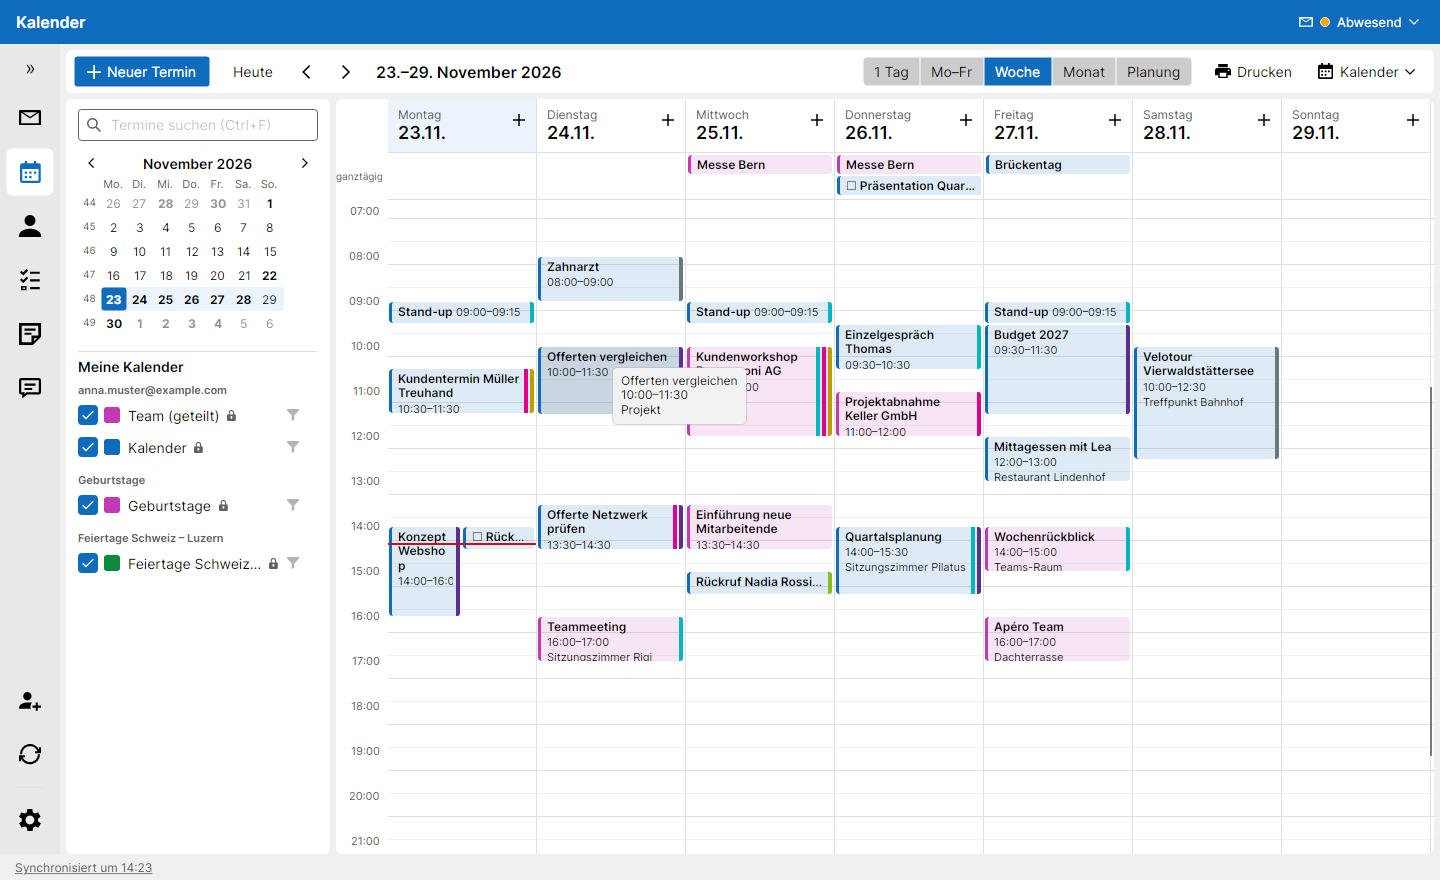 Kalender
Abwesend
»
Neuer Termin
Heute
23.–29. November 2026
1 Tag
Mo–Fr
Woche
Monat
Planung
Drucken
Kalender
Termine suchen (Ctrl+F)
November 2026
Mo. Di. Mi. Do. Fr. Sa. So.
44 26 27 28 29 30 31 1
45 2 3 4 5 6 7 8
46 9 10 11 12 13 14 15
47 16 17 18 19 20 21 22
48 23 24 25 26 27 28 29
49 30 1 2 3 4 5 6
Meine Kalender
anna.muster@example.com
Team (geteilt)
Kalender
Geburtstage
Geburtstage
Feiertage Schweiz – Luzern
Feiertage Schweiz...
Montag
23.11.
Dienstag
24.11.
Mittwoch
25.11.
Donnerstag
26.11.
Freitag
27.11.
Samstag
28.11.
Sonntag
29.11.
ganztägig
Messe Bern
Messe Bern
Präsentation Quar...
Brückentag
07:00
08:00
09:00
10:00
11:00
12:00
13:00
14:00
15:00
16:00
17:00
18:00
19:00
20:00
21:00
Stand-up 09:00–09:15
Kundentermin Müller
Treuhand
10:30–11:30
Konzept
Websho
p
14:00–16:0
Rück...
Zahnarzt
08:00–09:00
Offerten vergleichen
10:00–11:30
Offerten vergleichen
10:00–11:30
Projekt
Offerte Netzwerk
prüfen
13:30–14:30
Teammeeting
16:00–17:00
Sitzungszimmer Rigi
Stand-up 09:00–09:15
Kundenworkshop
oni AG
Einführung neue
Mitarbeitende
13:30–14:30
Rückruf Nadia Rossi...
Einzelgespräch
Thomas
09:30–10:30
Projektabnahme
Keller GmbH
11:00–12:00
Quartalsplanung
14:00–15:30
Sitzungszimmer Pilatus
Stand-up 09:00–09:15
Budget 2027
09:30–11:30
Mittagessen mit Lea
12:00–13:00
Restaurant Lindenhof
Wochenrückblick
14:00–15:00
Teams-Raum
Apéro Team
16:00–17:00
Dachterrasse
Velotour
Vierwaldstättersee
10:00–12:30
Treffpunkt Bahnhof
Synchronisiert um 14:23